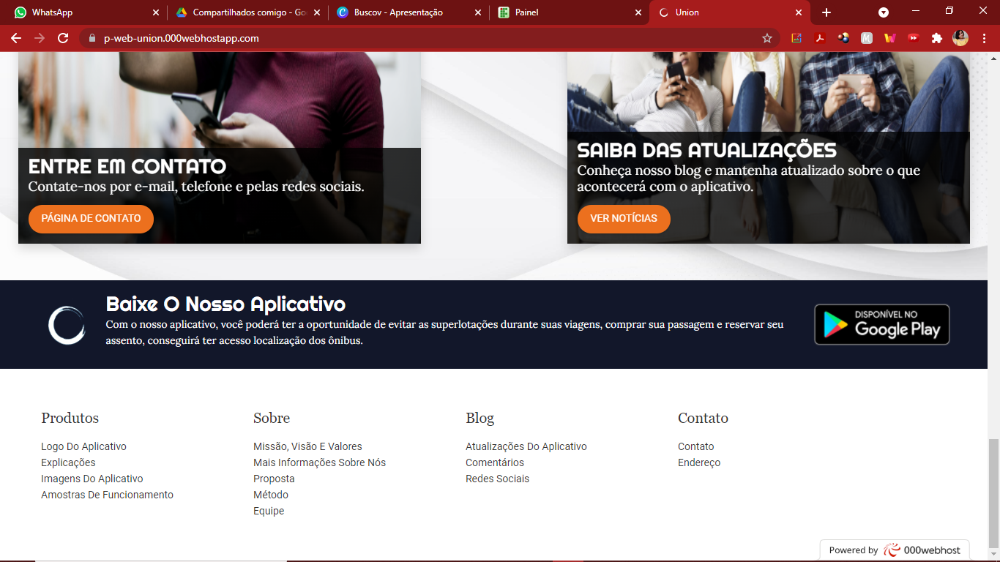 WhatsApp
Compartilhados comigo - Go
Buscov - Apresentação
Painel
Union
p-web-union.000webhostapp.com
ENTRE EM CONTATO
Contate-nos por e-mail, telefone e pelas redes sociais.
PÁGINA DE CONTATO
SAIBA DAS ATUALIZAÇÕES
Conheça nosso blog e mantenha atualizado sobre o que
acontecerá com o aplicativo.
VER NOTÍCIAS
Baixe O Nosso Aplicativo
Com o nosso aplicativo, você poderá ter a oportunidade de evitar as superlotações durante suas viagens, comprar sua passagem e reservar seu
assento, conseguirá ter acesso localização dos ônibus.
DISPONÍVEL NO
Google Play
Produtos
Logo Do Aplicativo
Explicações
Imagens Do Aplicativo
Amostras De Funcionamento
Sobre
Missão, Visão E Valores
Mais Informações Sobre Nós
Proposta
Método
Equipe
Blog
Atualizações Do Aplicativo
Comentários
Redes Sociais
Contato
Contato
Endereço
Powered by 000webhost